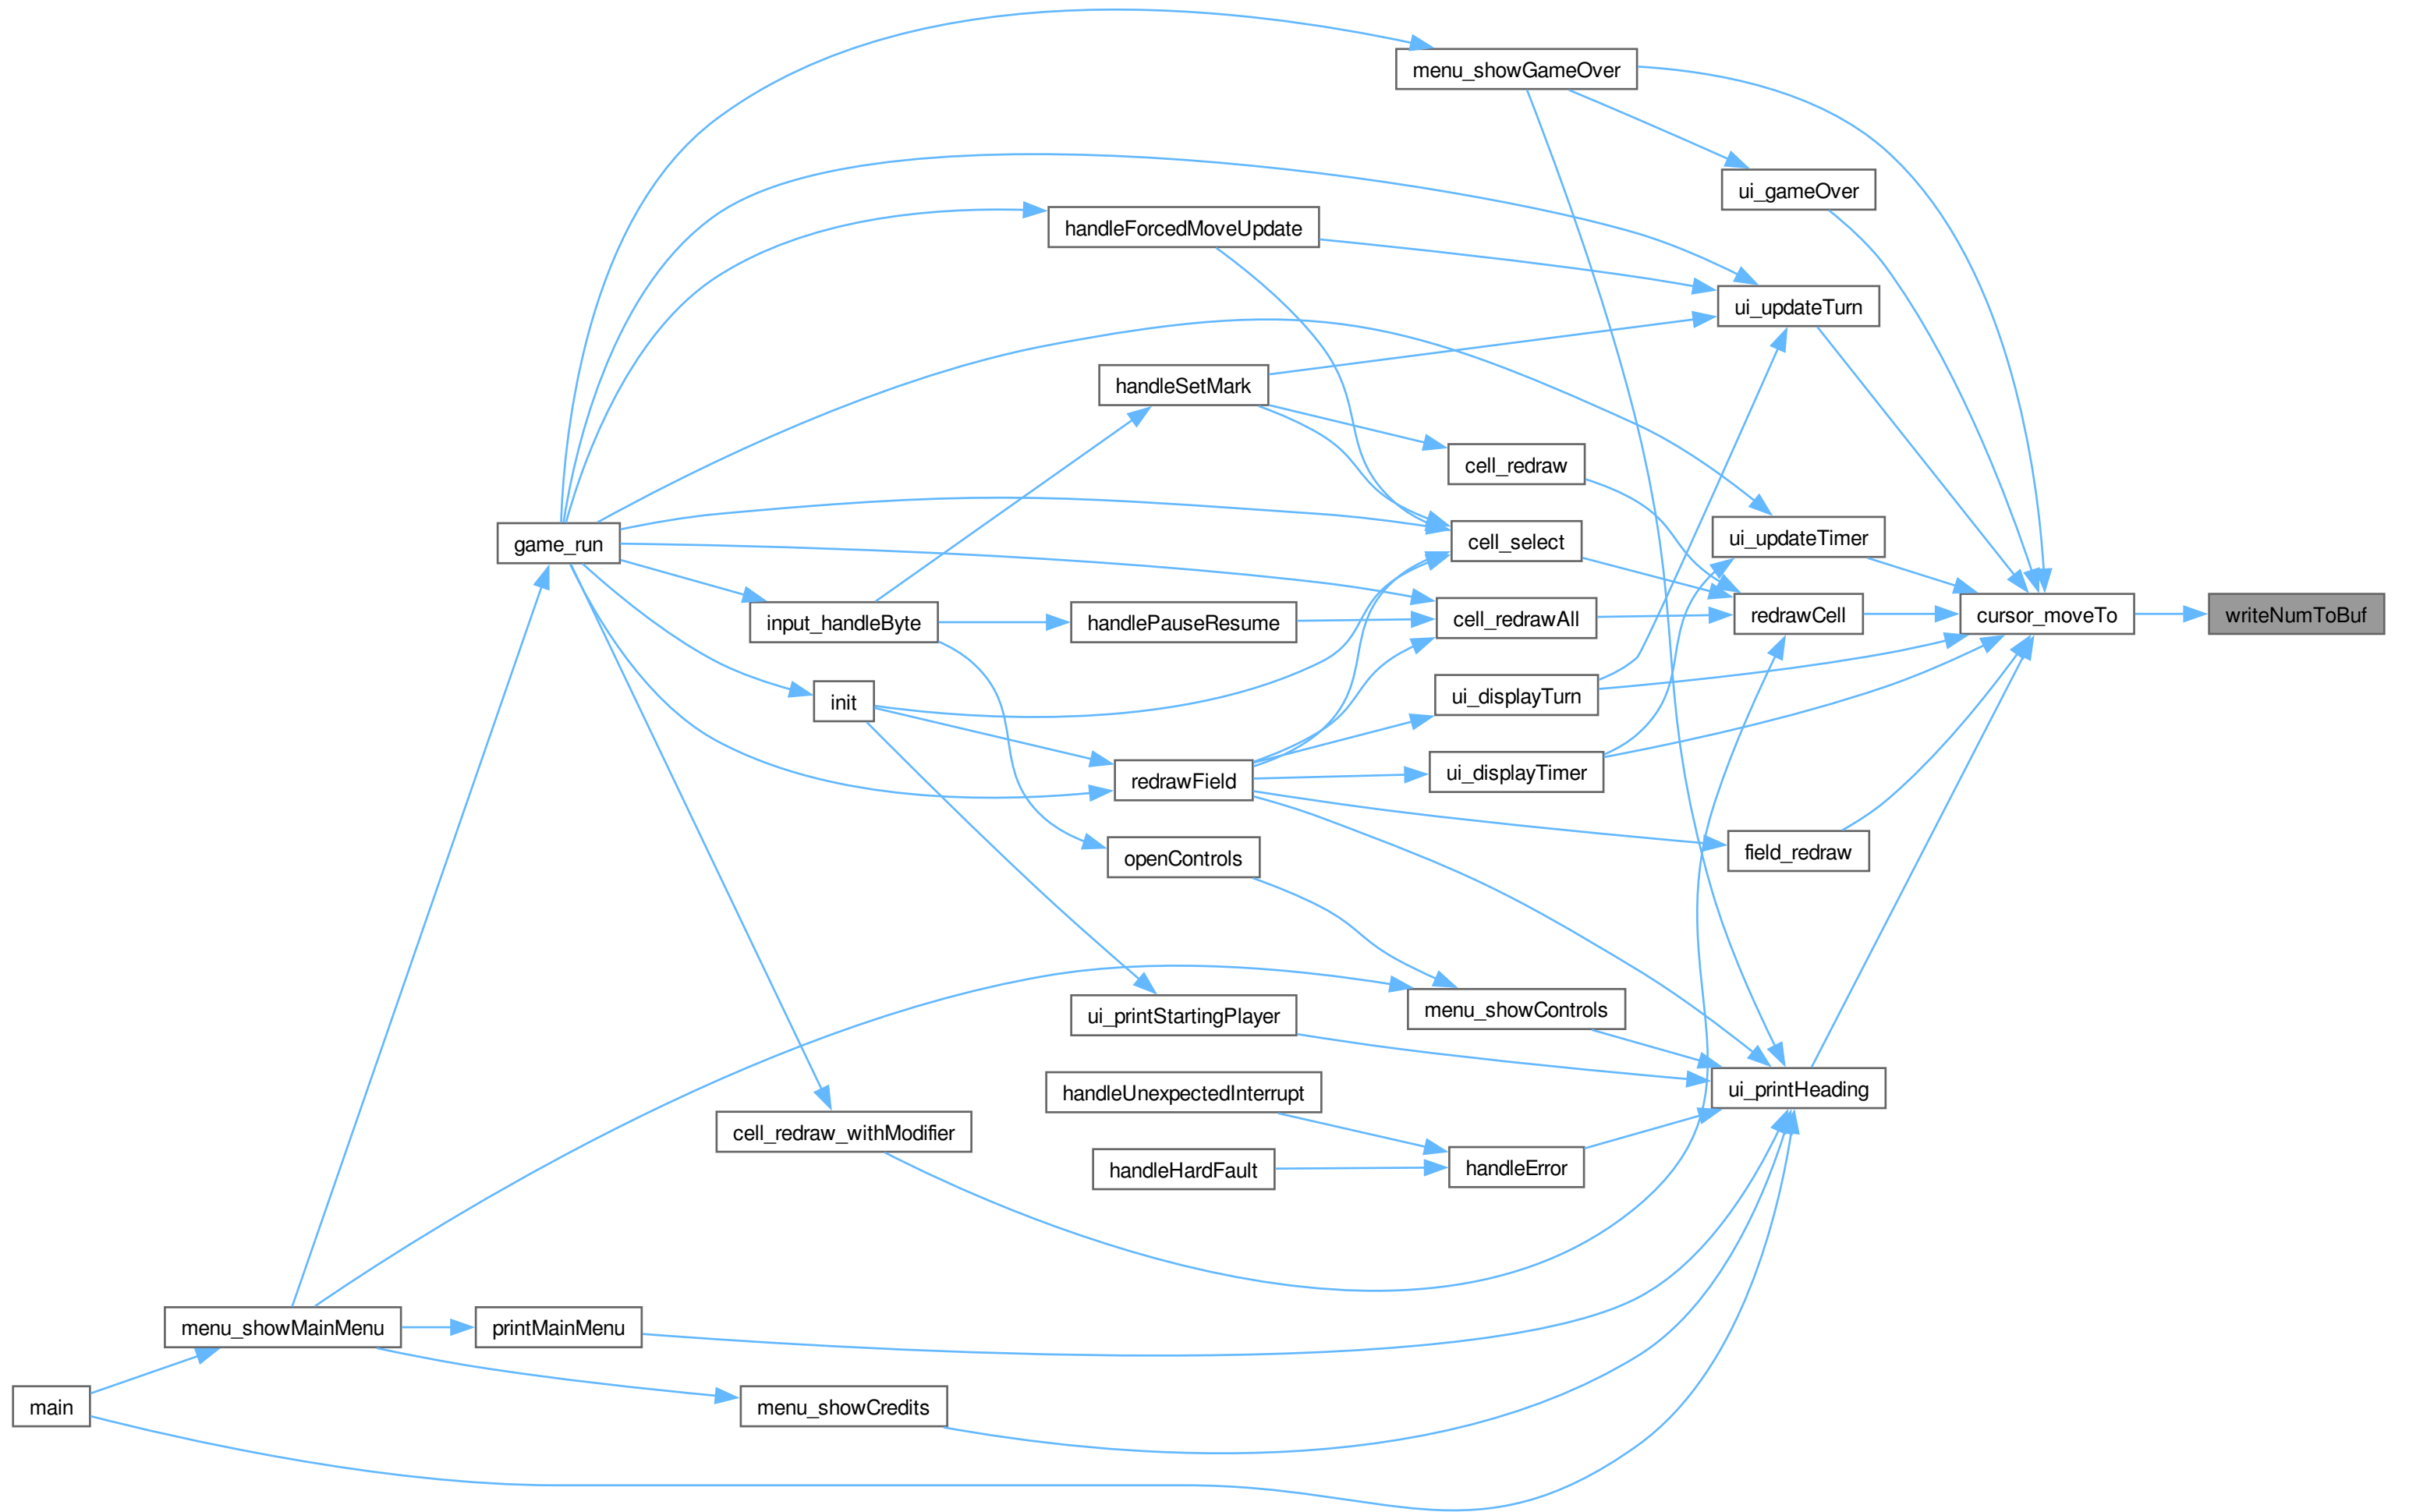 menu_showGameOver
ui_gameOver
handleForcedMoveUpdate
ui_updateTurn
handleSetMark
cell_redraw
game_run
cell_select
ui_updateTimer
input_handleByte
handlePauseResume
cell_redrawAll
redrawCell
cursor_moveTo
writeNumToBuf
init
ui_displayTurn
redrawField
ui_displayTimer
openControls
field_redraw
ui_printStartingPlayer
menu_showControls
handleUnexpectedInterrupt
ui_printHeading
cell_redraw_withModifier
handleHardFault
handleError
menu_showMainMenu
printMainMenu
main
menu_showCredits